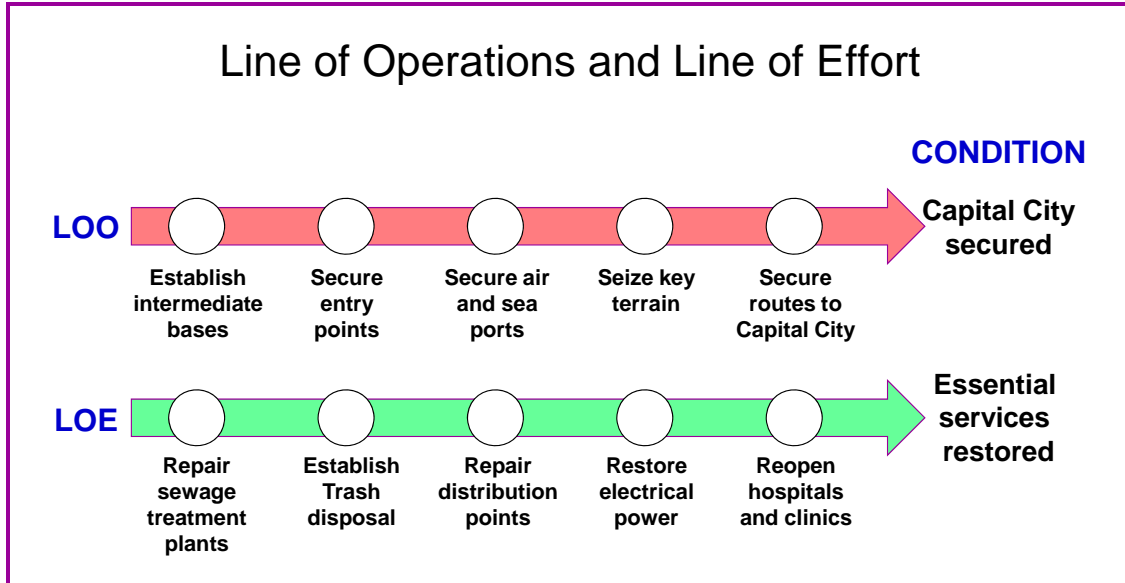 Line of Operations and Line of Effort
CONDITION
LOO
Capital City
secured
Establish
intermediate
bases
Secure
entry
points
Secure air
and sea
ports
Seize key
terrain
Secure
routes to
Capital City
LOE
Essential
services
restored
Repair
sewage
treatment
plants
Establish
Trash
disposal
Repair
distribution
points
Restore
electrical
power
Reopen
hospitals
and clinics